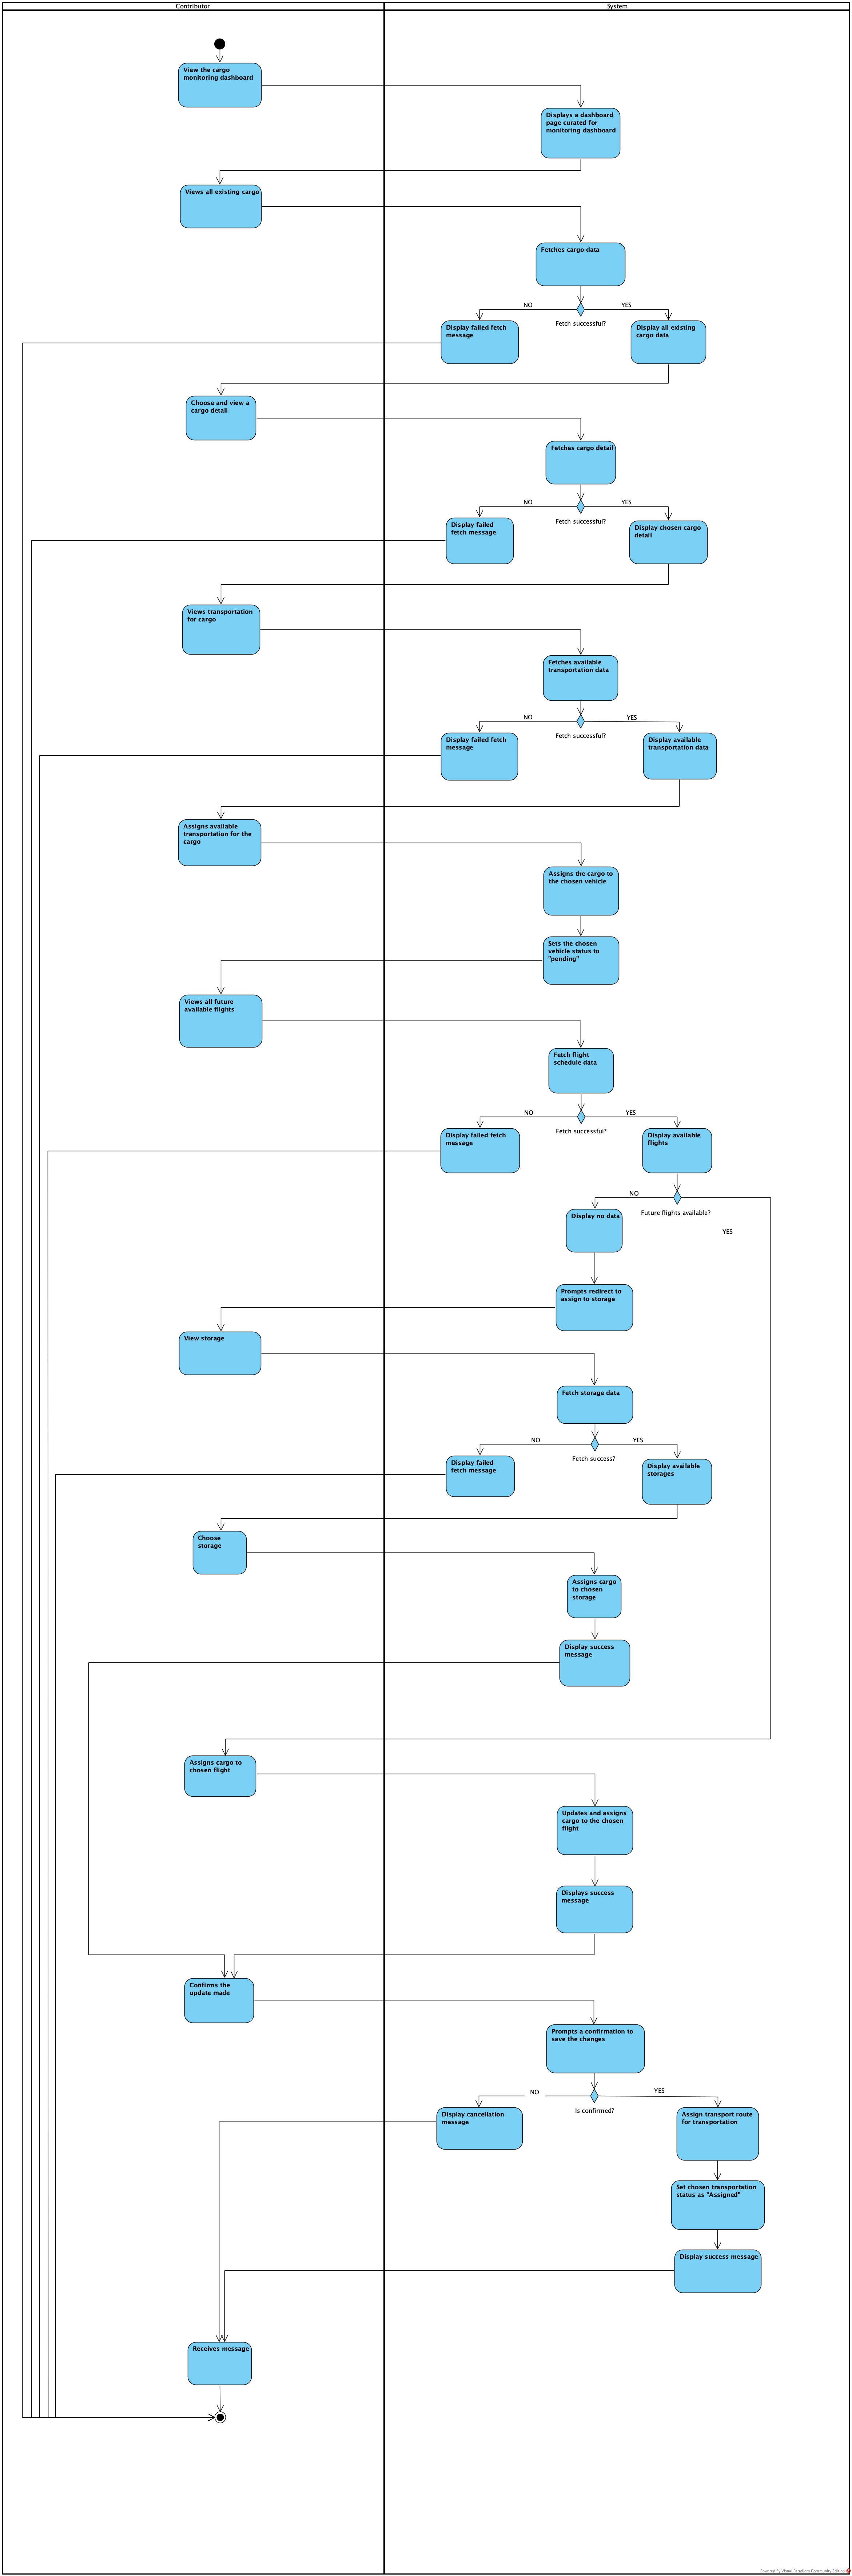 Contributor
System
View the cargo
monitoring dashboard
Displays a dashboard
page curated for
monitoring dashboard
Views all existing cargo
Fetches cargo data
NO
YES
Fetch successful?
Display failed fetch
message
Display all existing
cargo data
Choose and view a
cargo detail
Fetches cargo detail
NO
YES
Fetch successful?
Display failed
fetch message
Display chosen cargo
detail
Views transportation
for cargo
Fetches available
transportation data
NO
YES
Fetch successful?
Display failed fetch
message
Display available
transportation data
Assigns available
transportation for the
cargo
Assigns the cargo to
the chosen vehicle
Sets the chosen
vehicle status to
"pending"
Views all future
available flights
Fetch flight
schedule data
NO
YES
Fetch successful?
Display failed fetch
message
Display available
flights
NO
Future flights available?
YES
Display no data
Prompts redirect to
assign to storage
View storage
Fetch storage data
NO
YES
Fetch success?
Display failed
fetch message
Display available
storages
Choose
storage
Assigns cargo
to chosen
storage
Display success
message
Assigns cargo to
chosen flight
Updates and assigns
cargo to the chosen
flight
Displays success
message
Confirms the
update made
Prompts a confirmation to
save the changes
NO
YES
Is confirmed?
Display cancellation
message
Assign transport route
for transportation
Set chosen transportation
status as "Assigned"
Display success message
Receives message
Powered By Visual Paradigm Community Edition